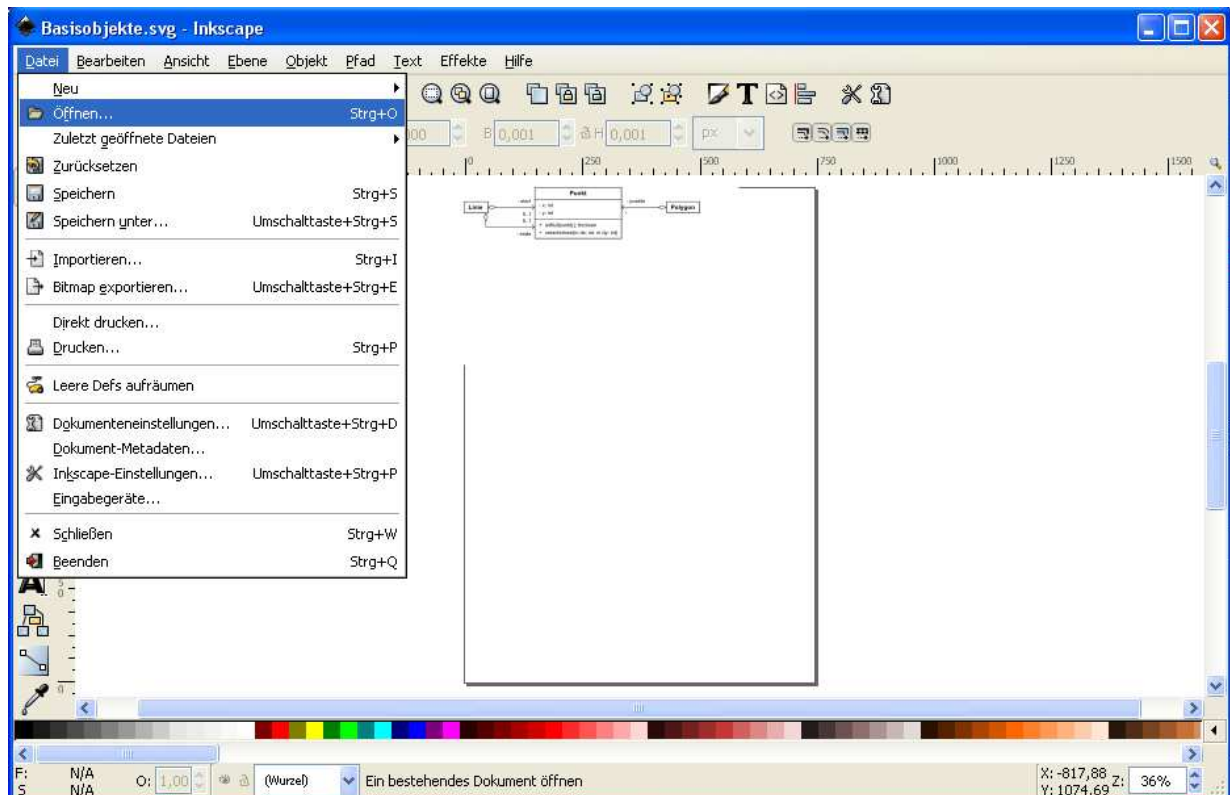 Basisobjekte.svg - Inkscape
Datei Bearbeiten Ansicht Ebene Objekt Pfad Text Effekte Hilfe
Neu
Öffnen... Strg+O
Zuletzt geöffnete Dateien
Zurücksetzen
Speichern Strg+S
Speichern unter... Umschalttaste+Strg+S
Importieren... Strg+I
Bitmap exportieren... Umschalttaste+Strg+E
Direkt drucken...
Drucken... Strg+P
Leere Defs aufräumen
Dokumenteneinstellungen... Umschalttaste+Strg+D
Dokument-Metadaten...
Inkscape-Einstellungen... Umschalttaste+Strg+P
Eingabegeräte...
Schließen Strg+W
Beenden Strg+Q
B 0,001 H 0,001 px
0 250 500 750 1000 1250 1500
Punkt
Linie
Polygon
F: N/A
S N/A
O: 1,00
(Wurzel)
Ein bestehendes Dokument öffnen
X: -817,88
Y: 1074,69
Z: 36%